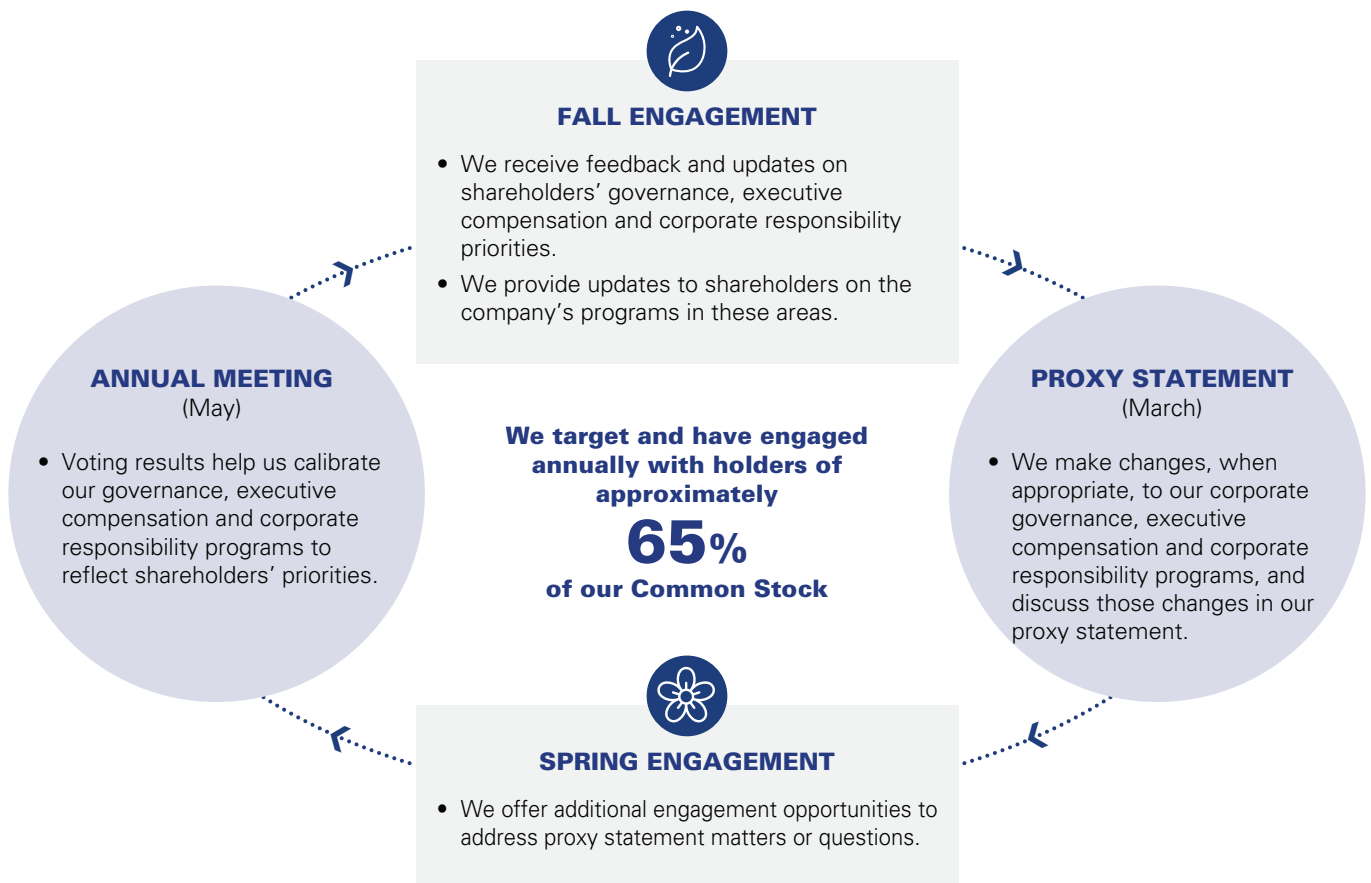 FALL ENGAGEMENT
• We receive feedback and updates on
shareholders’ governance, executive
compensation and corporate responsibility
priorities.
• We provide updates to shareholders on the
company’s programs in these areas.
PROXY STATEMENT
(March)
• We make changes, when
appropriate, to our corporate
governance, executive
compensation and corporate
responsibility programs, and
discuss those changes in our
proxy statement.
SPRING ENGAGEMENT
• We offer additional engagement opportunities to
address proxy statement matters or questions.
ANNUAL MEETING
(May)
• Voting results help us calibrate
our governance, executive
compensation and corporate
responsibility programs to
reflect shareholders’ priorities.
We target and have engaged
annually with holders of
approximately
65%
of our Common Stock